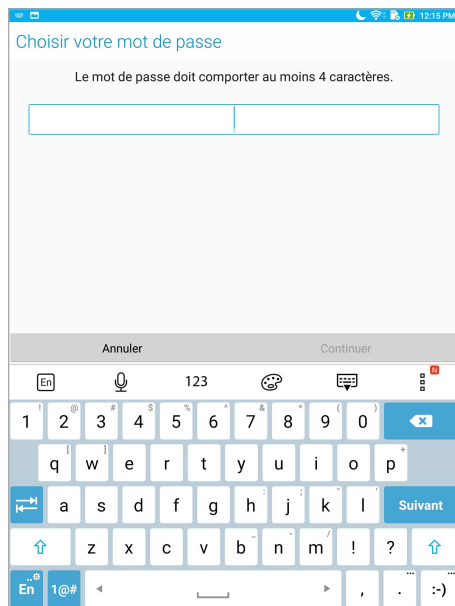 12:15 PM
Choisir votre mot de passe
Le mot de passe doit comporter au moins 4 caractères.
Annuler Continuer
En 123 N
1 ! 2 @ 3 # 4 $ 5 % 6 ^ 7 & 8 * 9 ( 0 )
q [ w ] e r t y u i o p +
a s d f g h : j ; k " l ' Suivant
z x c v b _ n - m / ! ?
En 1@# , . ... :-) ...